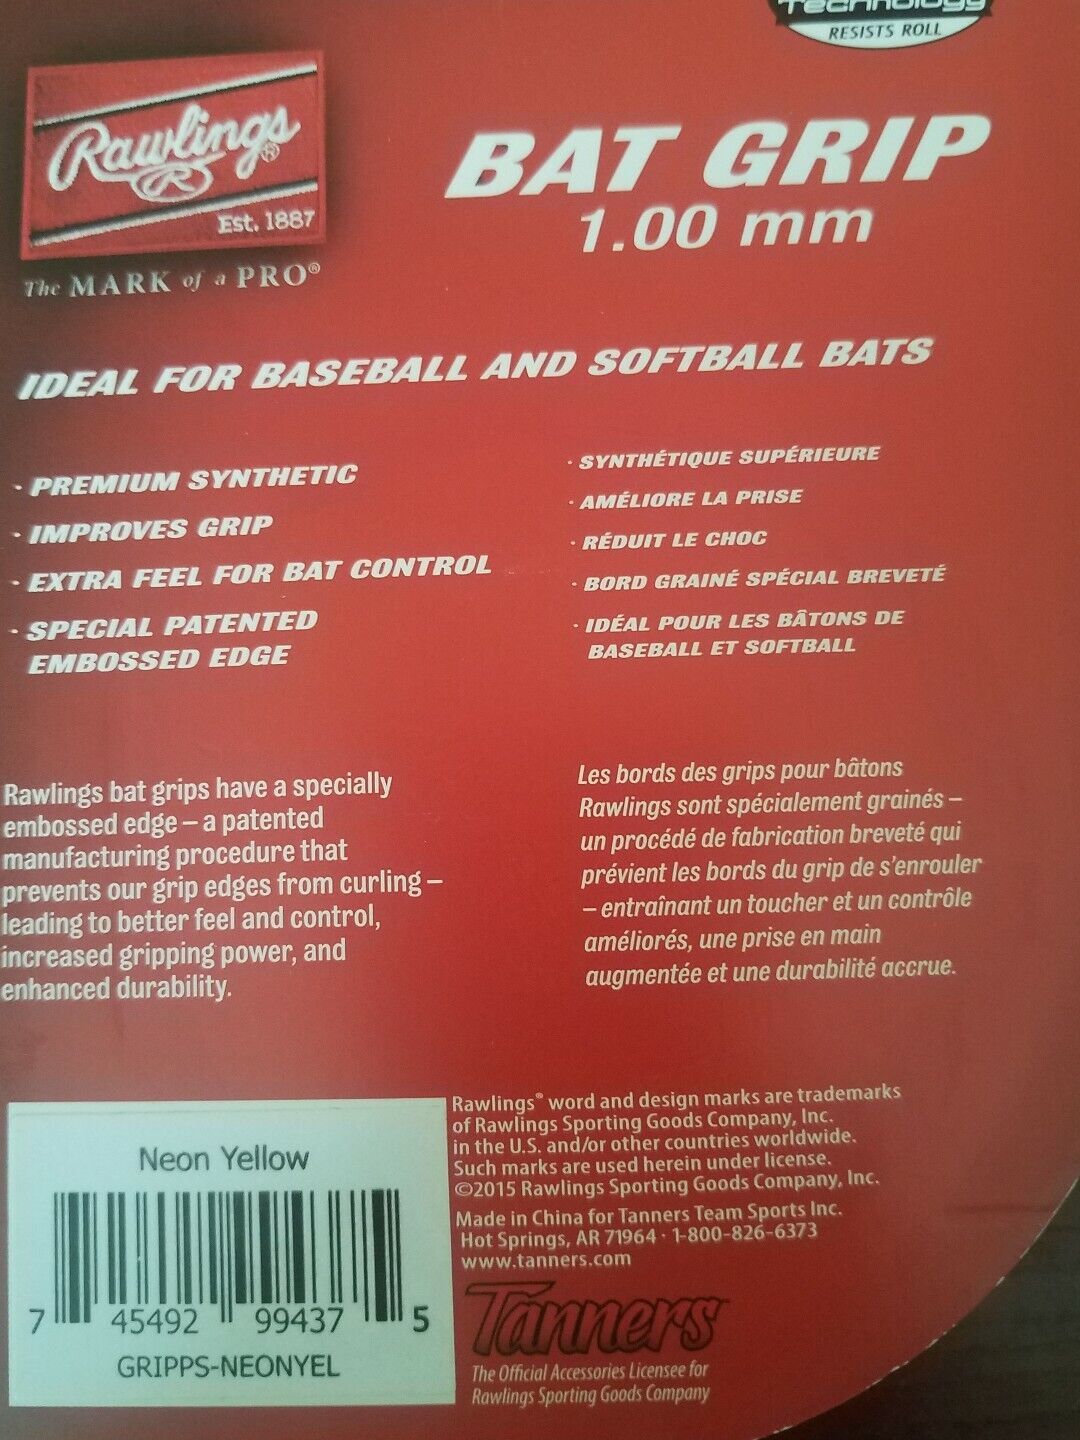 Technology
RESISTS ROLL
Rawlings®
R
Est. 1887
The MARK of a PRO®
BAT GRIP
1.00 mm
IDEAL FOR BASEBALL AND SOFTBALL BATS
· PREMIUM SYNTHETIC
· IMPROVES GRIP
· EXTRA FEEL FOR BAT CONTROL
· SPECIAL PATENTED
EMBOSSED EDGE
· SYNTHÉTIQUE SUPÉRIEURE
· AMÉLIORE LA PRISE
· RÉDUIT LE CHOC
· BORD GRAINÉ SPÉCIAL BREVETÉ
· IDÉAL POUR LES BÂTONS DE
BASEBALL ET SOFTBALL
Rawlings bat grips have a specially
embossed edge – a patented
manufacturing procedure that
prevents our grip edges from curling –
leading to better feel and control,
increased gripping power, and
enhanced durability.
Les bords des grips pour bâtons
Rawlings sont spécialement grainés –
un procédé de fabrication breveté qui
prévient les bords du grip de s'enrouler
– entraînant un toucher et un contrôle
améliorés, une prise en main
augmentée et une durabilité accrue.
Neon Yellow
7 45492 99437 5
GRIPPS-NEONYEL
Rawlings® word and design marks are trademarks
of Rawlings Sporting Goods Company, Inc.
in the U.S. and/or other countries worldwide.
Such marks are used herein under license.
©2015 Rawlings Sporting Goods Company, Inc.
Made in China for Tanners Team Sports Inc.
Hot Springs, AR 71964 · 1-800-826-6373
www.tanners.com
Tanners™
The Official Accessories Licensee for
Rawlings Sporting Goods Company